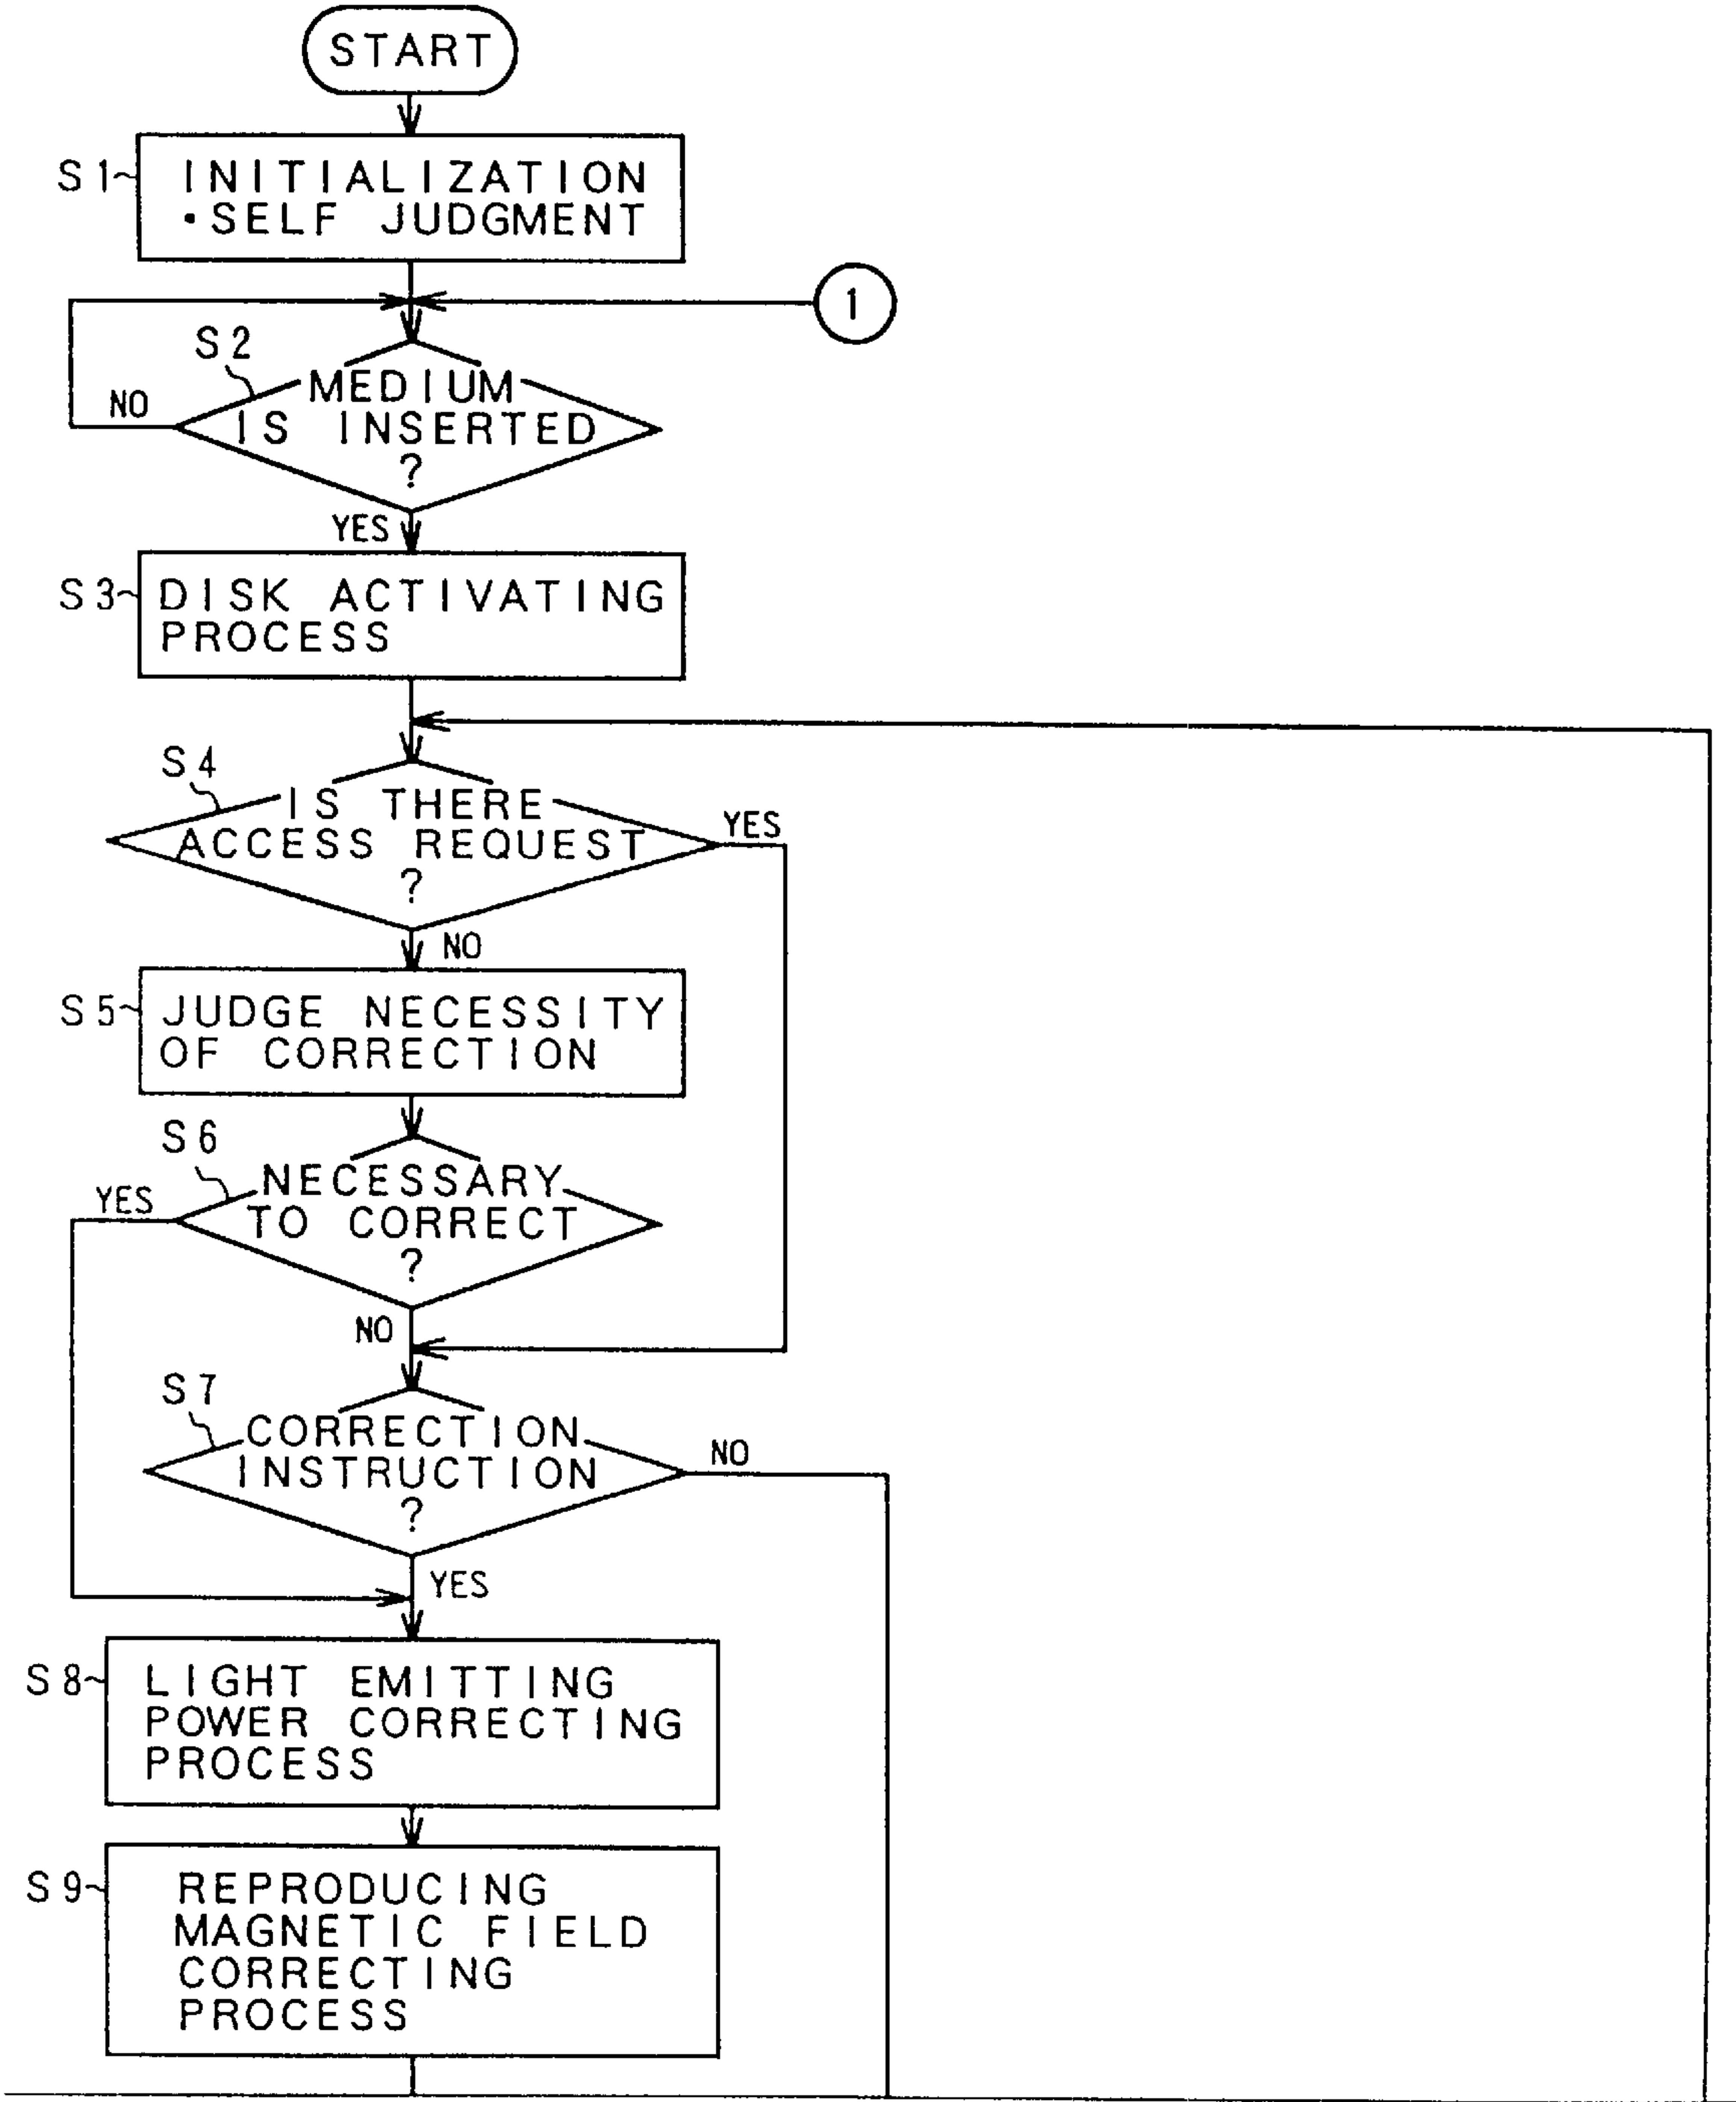 START
S1
INITIALIZATION
・SELF JUDGMENT
1
S2
MEDIUM
IS INSERTED
?
NO
YES
S3
DISK ACTIVATING
PROCESS
S4
IS THERE
ACCESS REQUEST
?
YES
NO
S5
JUDGE NECESSITY
OF CORRECTION
S6
NECESSARY
TO CORRECT
?
YES
NO
S7
CORRECTION
INSTRUCTION
?
NO
YES
S8
LIGHT EMITTING
POWER CORRECTING
PROCESS
S9
REPRODUCING
MAGNETIC FIELD
CORRECTING
PROCESS